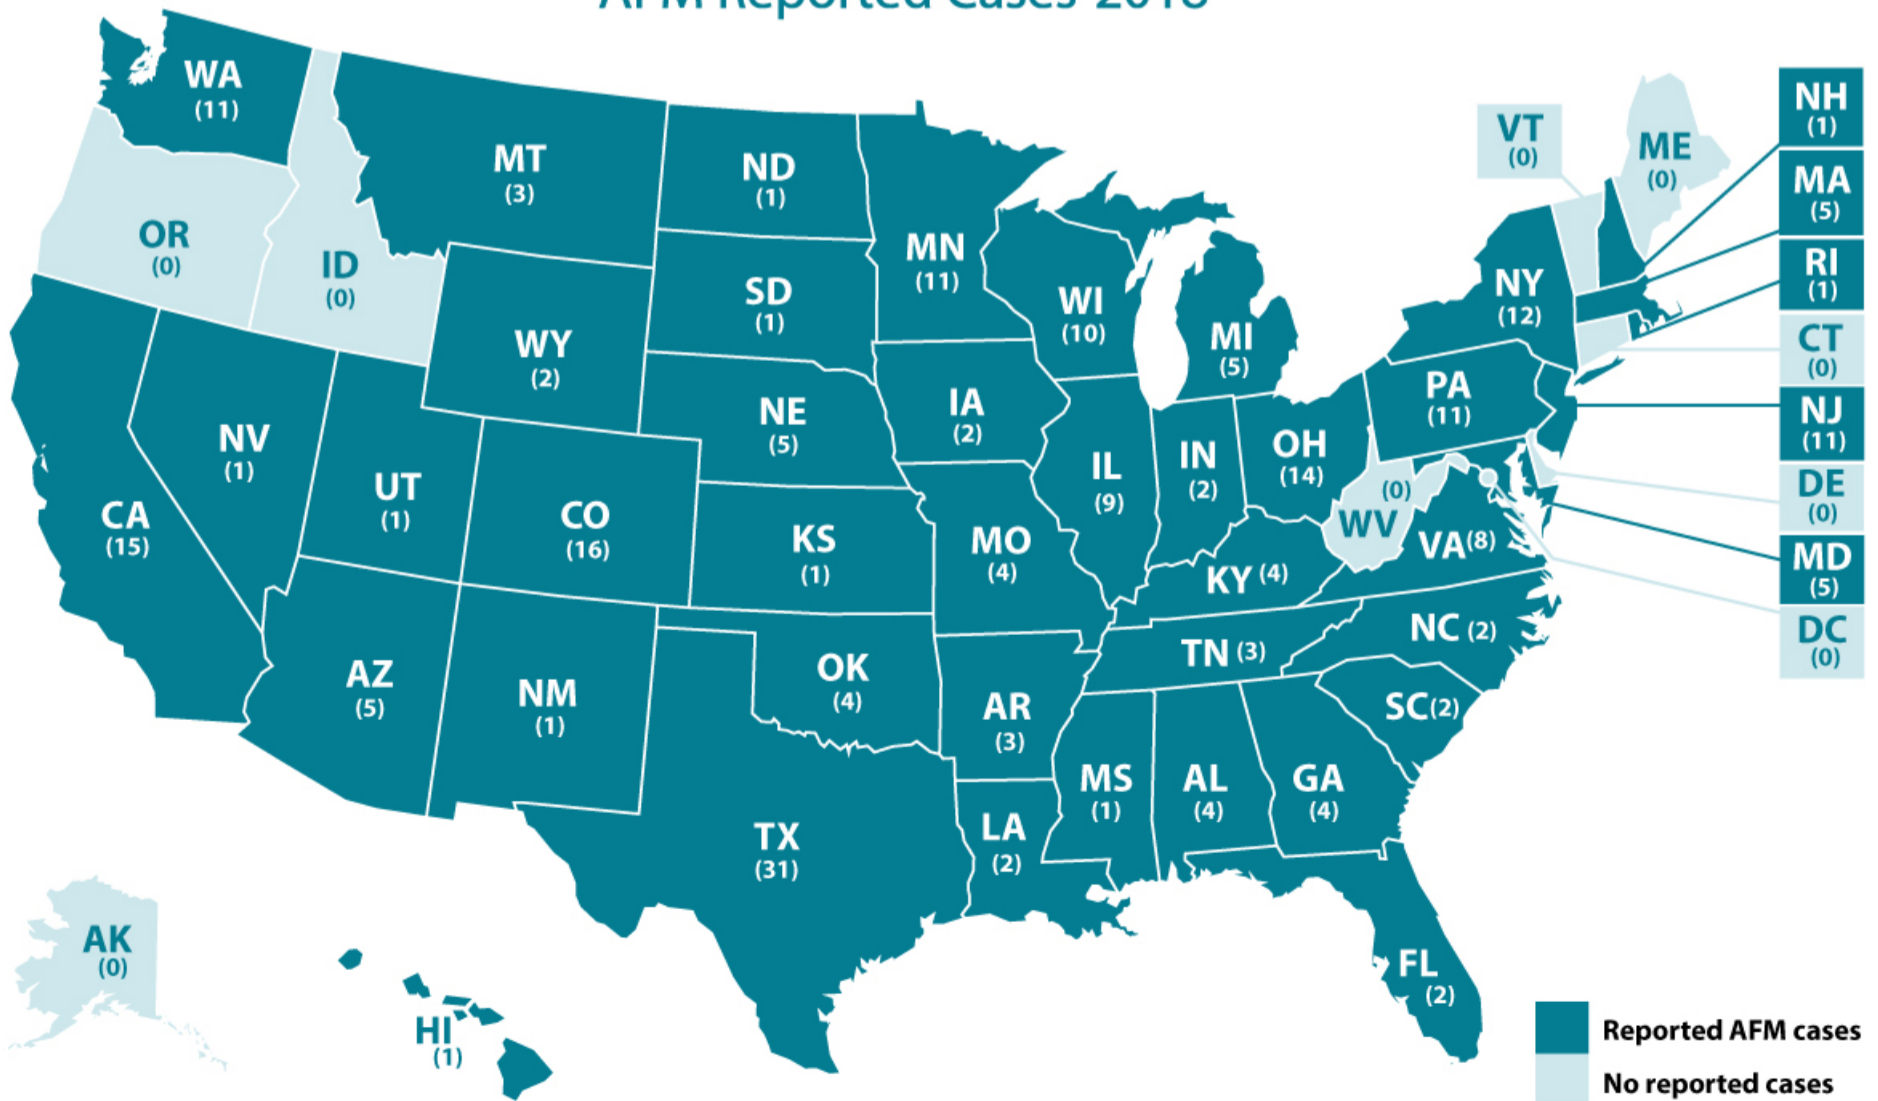 AFM Reported Cases 2018
WA
(11)
MT
(3)
ND
(1)
OR
(0)
ID
(0)
MN
(11)
SD
(1)
WI
(10)
WY
(2)
MI
(5)
NE
(5)
IA
(2)
NV
(1)
UT
(1)
CO
(16)
CA
(15)
KS
(1)
MO
(4)
IL
(9)
IN
(2)
OH
(14)
PA
(11)
NY
(12)
VT
(0)
ME
(0)
NH
(1)
MA
(5)
RI
(1)
CT
(0)
NJ
(11)
DE
(0)
MD
(5)
DC
(0)
(0)
WV
VA(8)
KY (4)
NC (2)
TN (3)
SC(2)
AZ
(5)
NM
(1)
OK
(4)
AR
(3)
MS
(1)
AL
(4)
GA
(4)
TX
(31)
LA
(2)
FL
(2)
AK
(0)
HI
(1)
Reported AFM cases
No reported cases